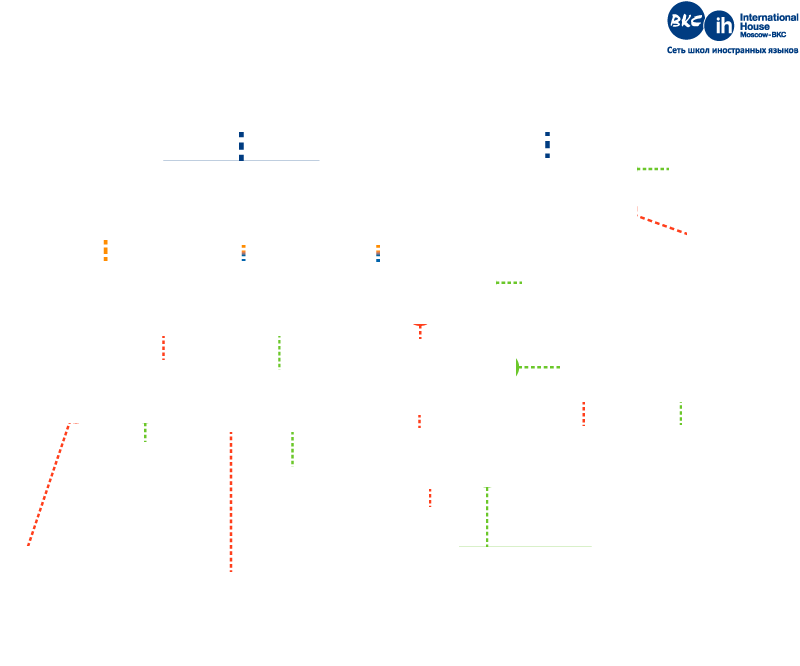 ВКС
ih
International
House
Moscow-BKC
Сеть школ иностранных языков